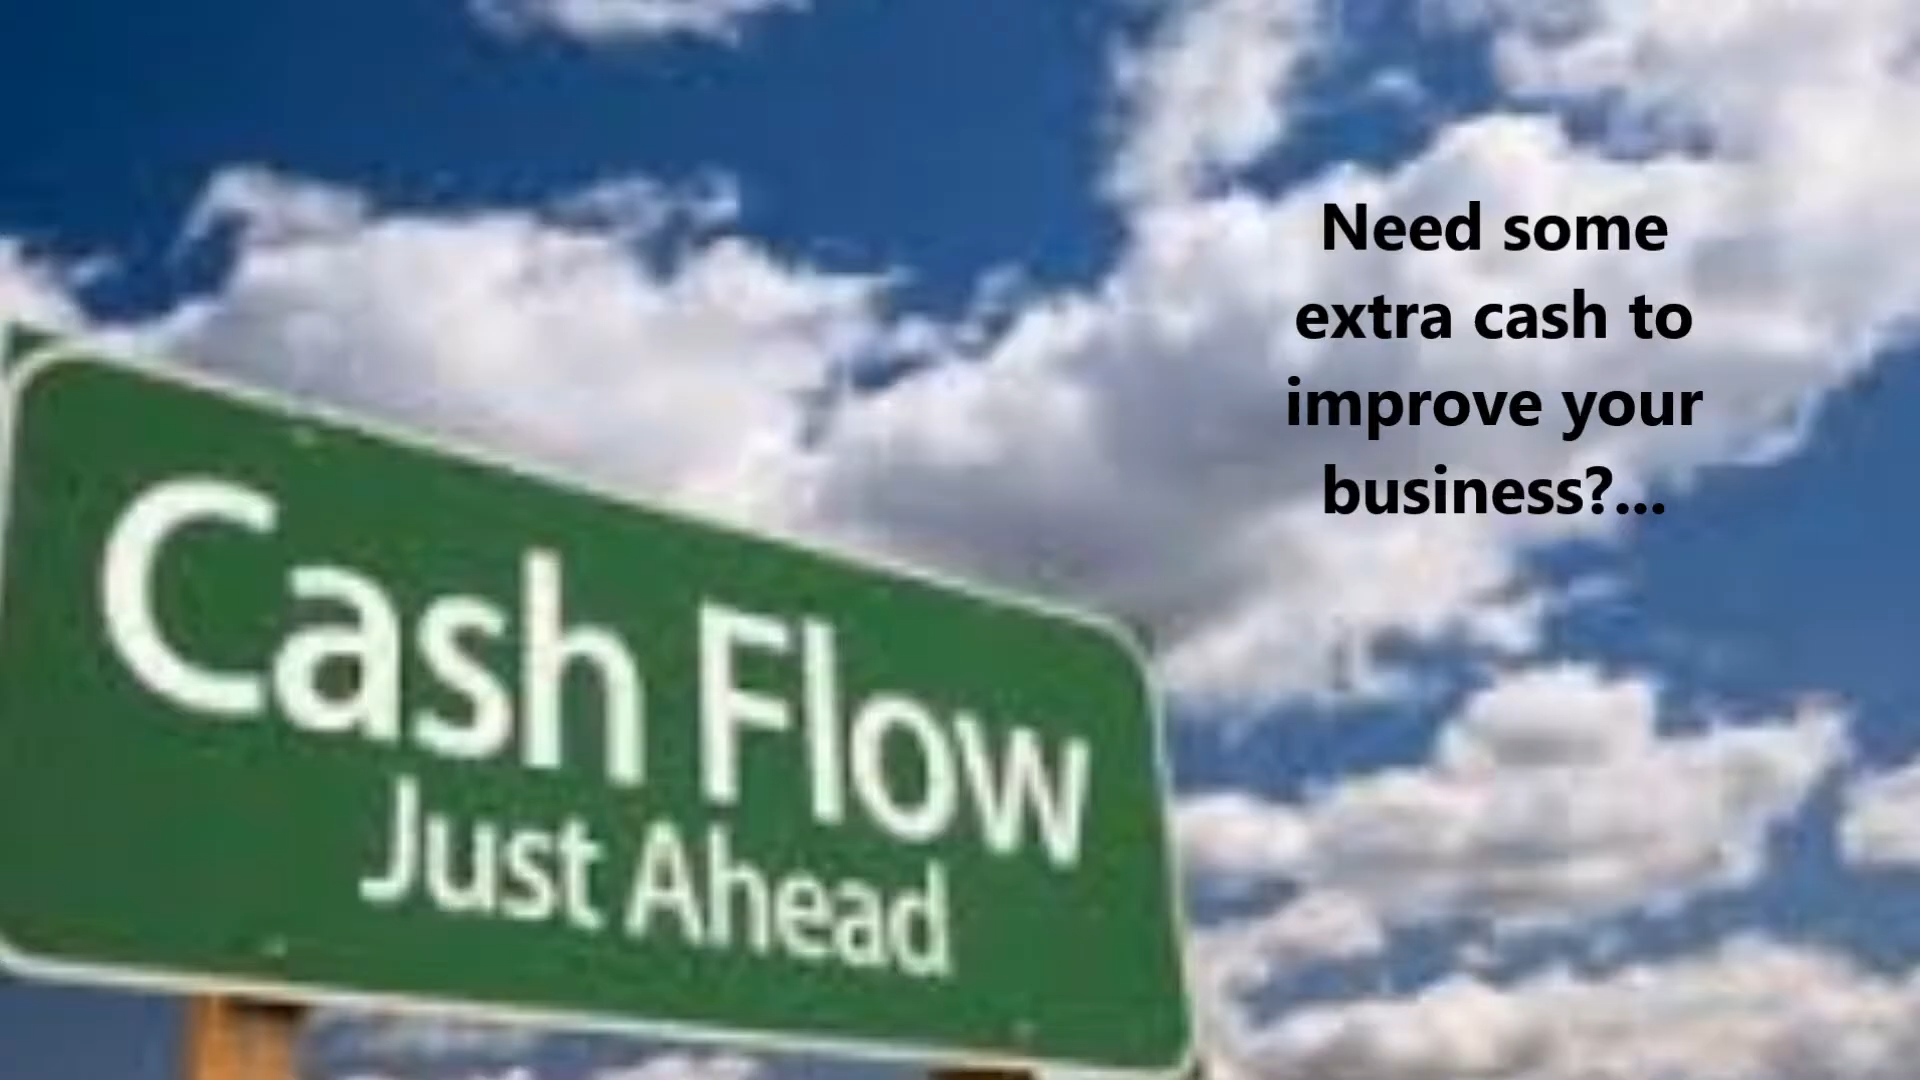 Need some
extra cash to
improve your
business?...
Cash Flow
Just Ahead